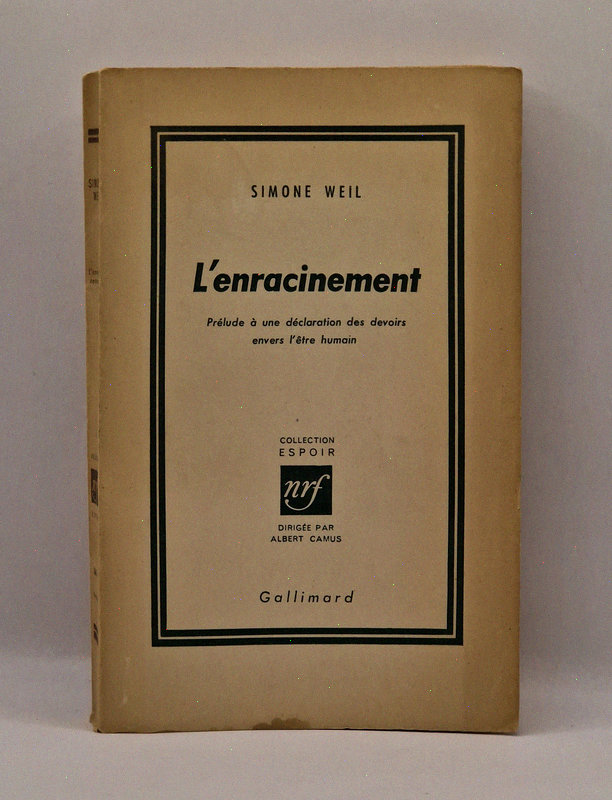 SIMONE WEIL
L'enracinement
Prélude à une déclaration des devoirs
envers l'être humain
COLLECTION
ESPOIR
nrf
DIRIGÉE PAR
ALBERT CAMUS
Gallimard